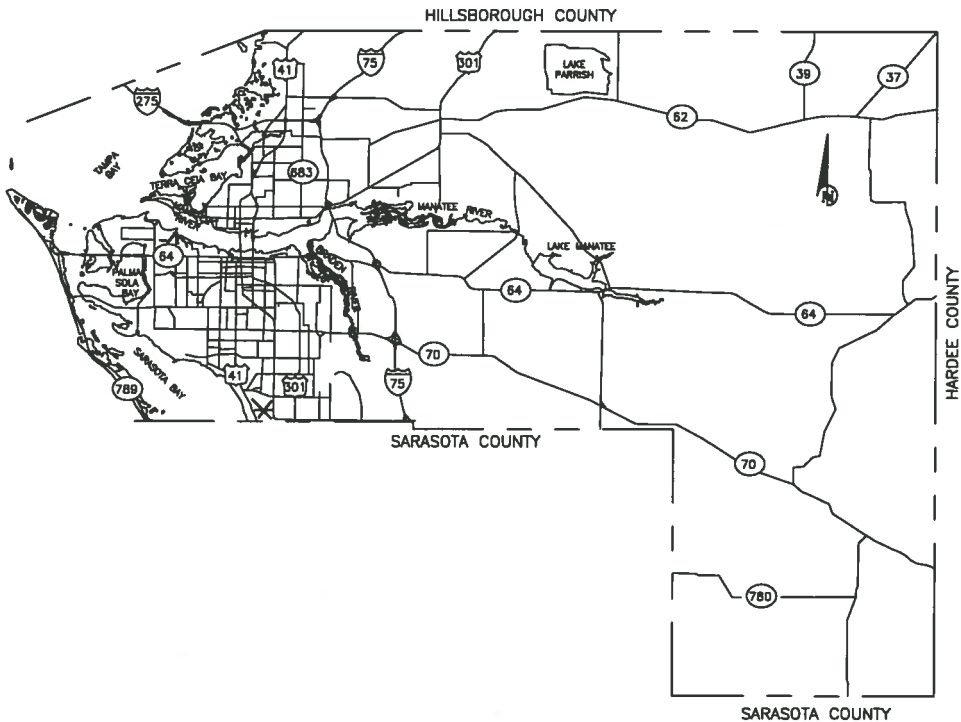 HILLSBOROUGH COUNTY
41
75
301
LAKE
PARRISH
39
37
275
62
TAMPA
BAY
TERRA CEIA BAY
683
N
RIVER
MANATEE RIVER
64
PALMA
SOLA
BAY
LAKE MANATEE
64
64
HARDEE COUNTY
SARASOTA BAY
70
789
41
301
75
SARASOTA COUNTY
70
780
SARASOTA COUNTY